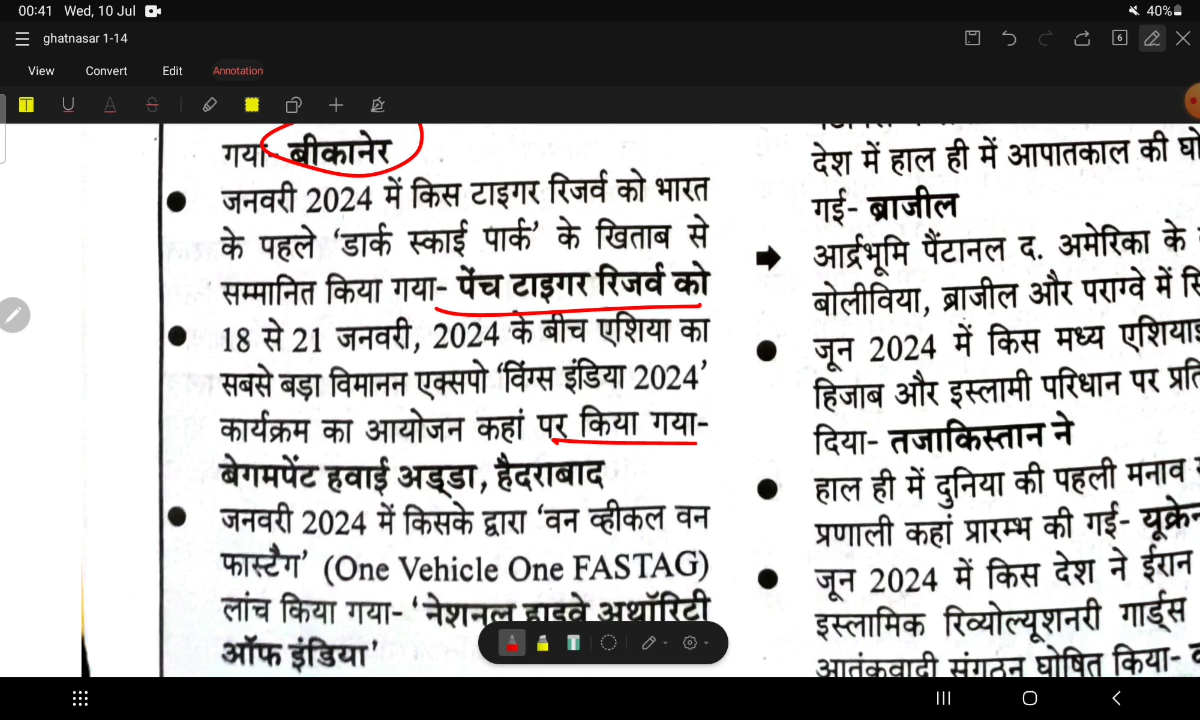 00:41 Wed, 10 Jul 40%
ghatnasar 1-14 6
View Convert Edit Annotation
T U A S
गया- बीकानेर
जनवरी 2024 में किस टाइगर रिजर्व को भारत
के पहले ‘डार्क स्काई पार्क’ के खिताब से
सम्मानित किया गया- पेंच टाइगर रिजर्व को
18 से 21 जनवरी, 2024 के बीच एशिया का
सबसे बड़ा विमानन एक्सपो ‘विंग्स इंडिया 2024’
कार्यक्रम का आयोजन कहां पर किया गया-
बेगमपेंट हवाई अड्डा, हैदराबाद
जनवरी 2024 में किसके द्वारा ‘वन व्हीकल वन
फास्टैग’ (One Vehicle One FASTAG)
लांच किया गया- ‘नेशनल हाइवे अथॉरिटी
ऑफ इंडिया’
देश में हाल ही में आपातकाल की
गई- ब्राजील
आर्द्रभूमि पैंटानल द. अमेरिका के
बोलीविया, ब्राजील और पराग्वे में
जून 2024 में किस मध्य
हिजाब और इस्लामी परिधान पर
दिया- तजाकिस्तान ने
हाल ही में दुनिया की पहली मनाव
प्रणाली कहां प्रारम्भ की गई-
जून 2024 में किस देश ने ईरान
इस्लामिक रिव्योल्यूशनरी गार्ड्स
आतंकवादी संगठन घोषित किया-